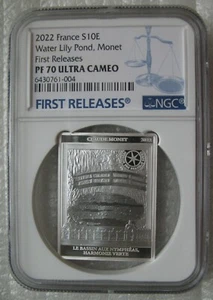 2022 France S10E
Water Lily Pond, Monet
First Releases
PF 70 ULTRA CAMEO
6430761-004
FIRST RELEASES®
NGC
CLAUDE MONET
LE BASSIN AUX NYMPHÉAS,
HARMONIE VERTE